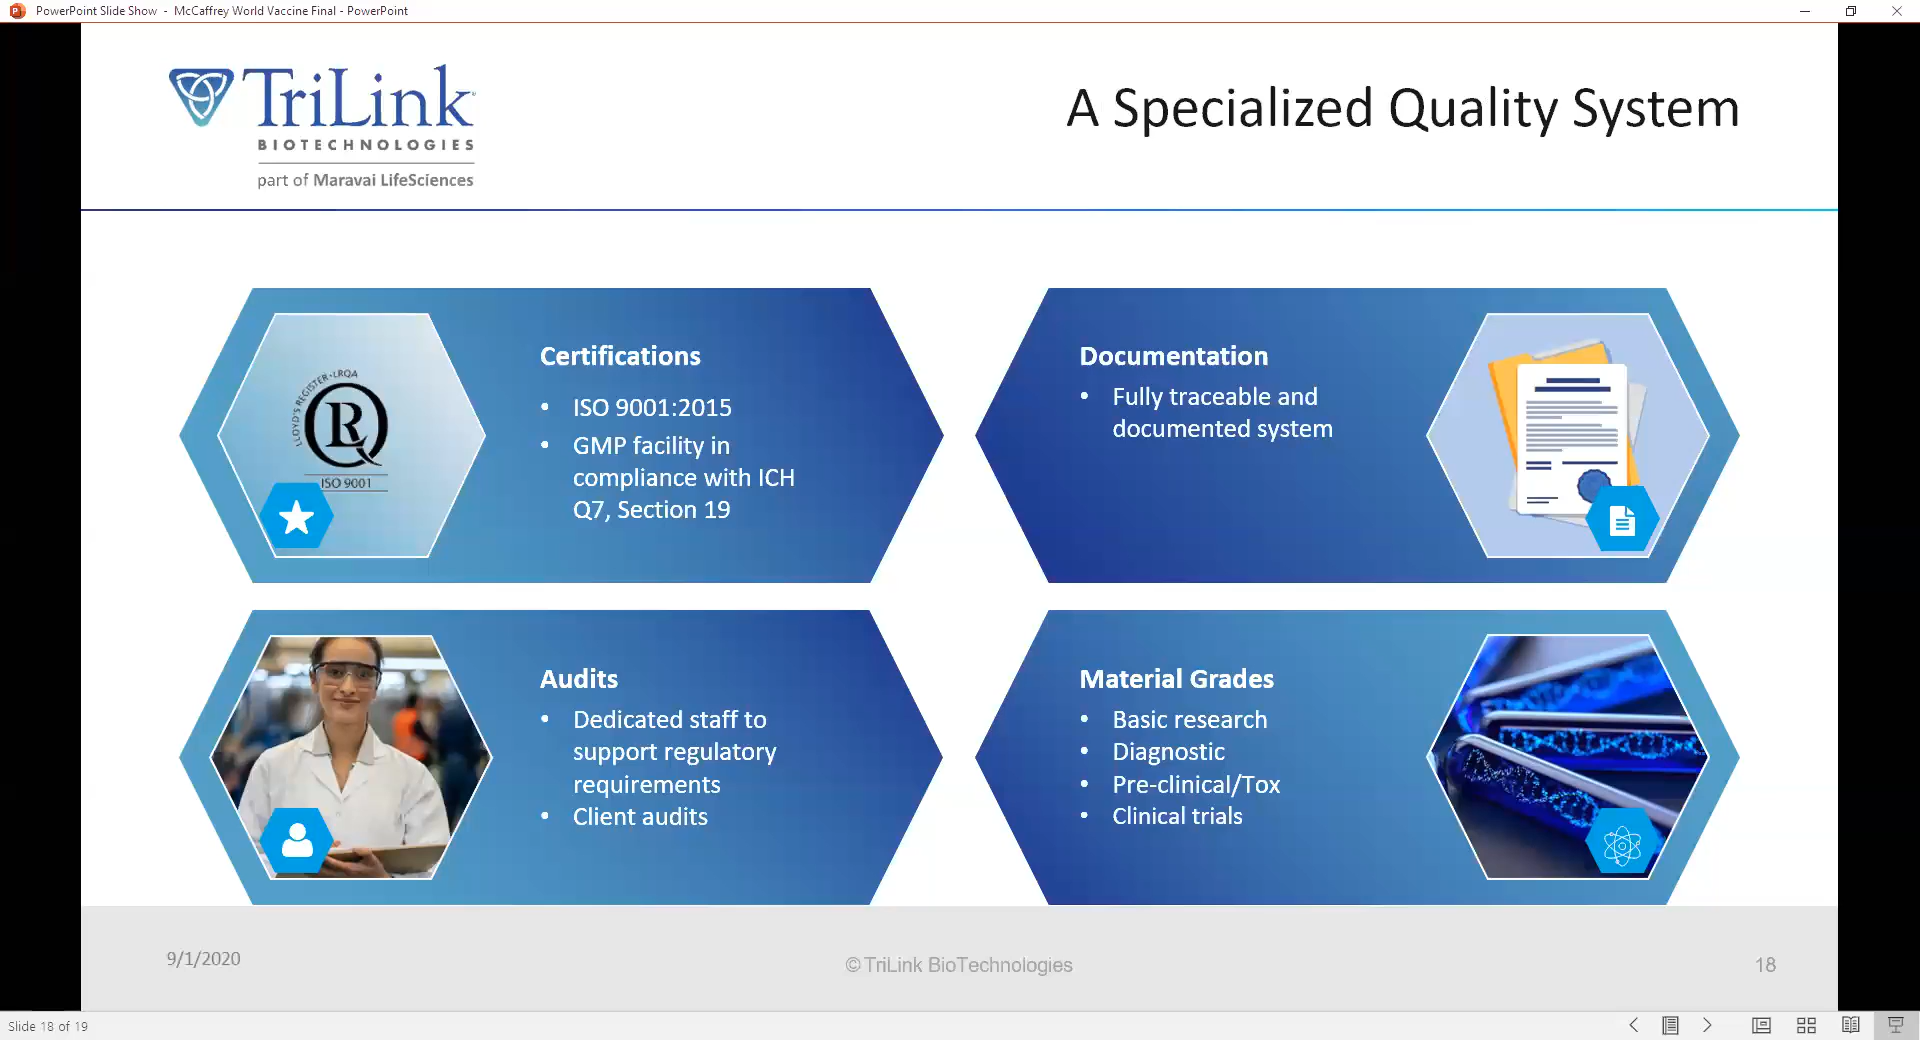 PowerPoint Slide Show - McCaffrey World Vaccine Final - PowerPoint
TriLink
BIOTECHNOLOGIES
part of Maravai LifeSciences
A Specialized Quality System
LLOYD'S REGISTER • LRQA
LRQ
ISO 9001
Certifications
• ISO 9001:2015
• GMP facility in
compliance with ICH
Q7, Section 19
Documentation
• Fully traceable and
documented system
Audits
• Dedicated staff to
support regulatory
requirements
• Client audits
Material Grades
• Basic research
• Diagnostic
• Pre-clinical/Tox
• Clinical trials
9/1/2020
© TriLink BioTechnologies
18
Slide 18 of 19